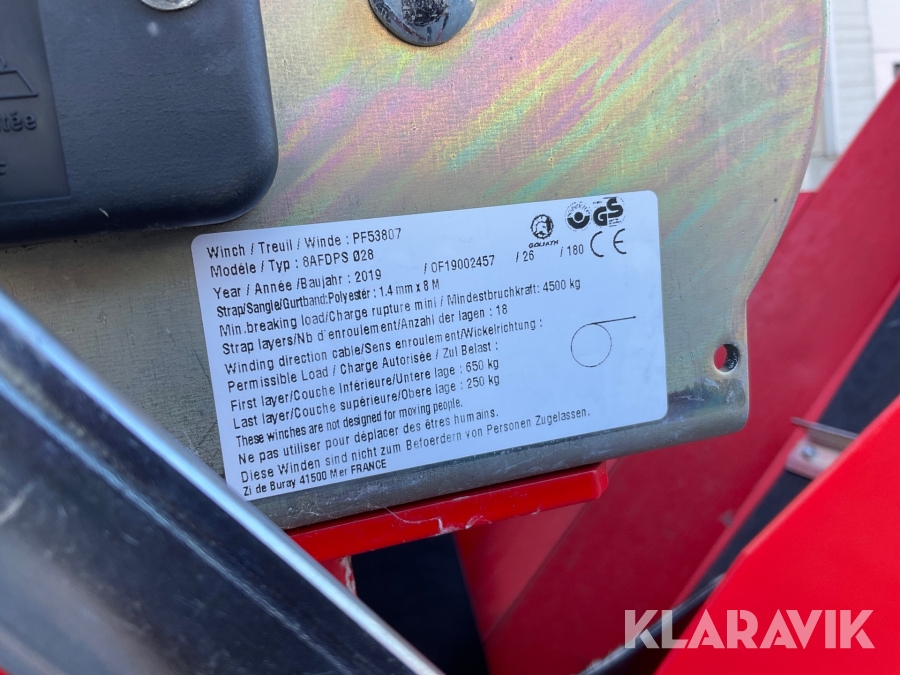 tée
Winch / Treuil / Winde : PF53807
Modéle / Typ : 8AFDPS Ø28
Year / Année /Baujahr : 2019 / OF19002457 / 26 / 180
Strap/Sangle/Gurtband:Polyester : 1.4 mm x 8 M
Min.breaking load/Charge rupture mini / Mindestbruchkraft: 4500 kg
Strap layers/Nb d'enroulement/Anzahl der lagen : 18
Winding direction cable/Sens enroulement/Wickelrichtung :
Permissible Load / Charge Autorisée / Zul Belast :
First layer/Couche Intérieure/Untere lage : 650 kg
Last layer/Couche supérieure/Obere lage : 250 kg
These winches are not designed for moving people.
Ne pas utiliser pour déplacer des êtres humains.
Diese Winden sind nicht zum Befoerdern von Personen Zugelassen.
Zi de Buray 41500 Mer FRANCE
GOLIATH
GS
CE
KLARAVIK